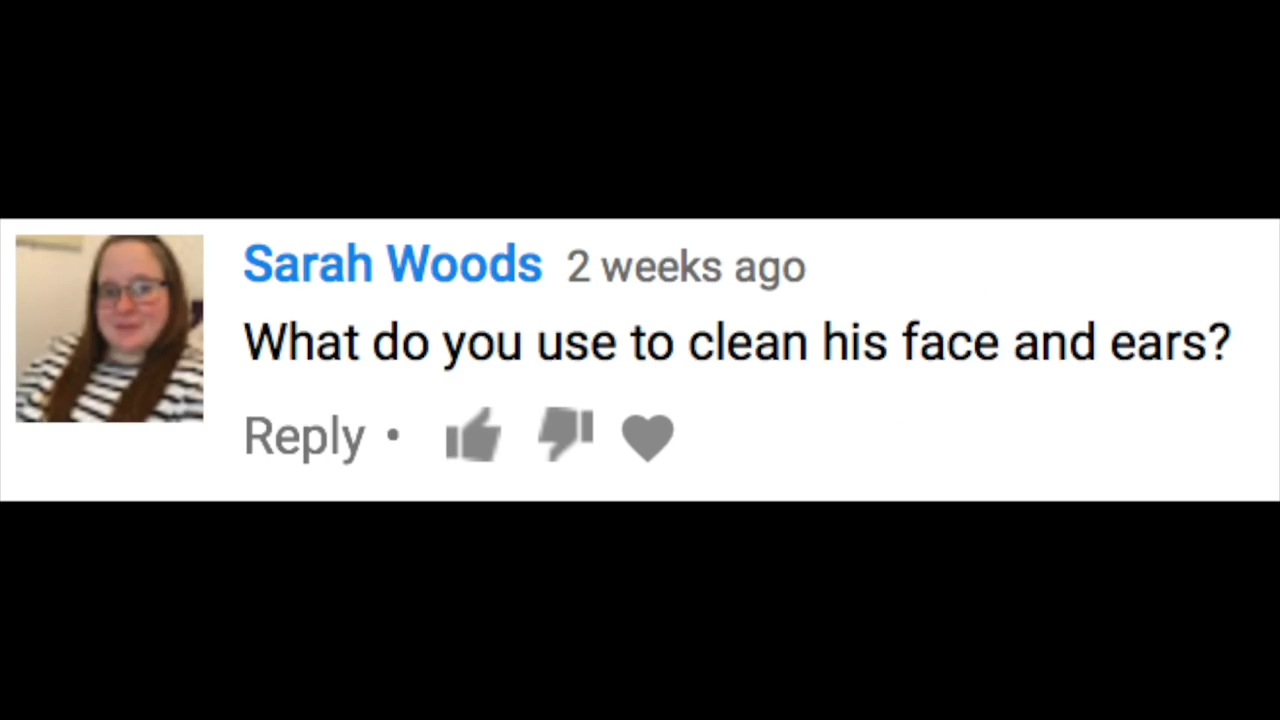 Sarah Woods 2 weeks ago
What do you use to clean his face and ears?
Reply •